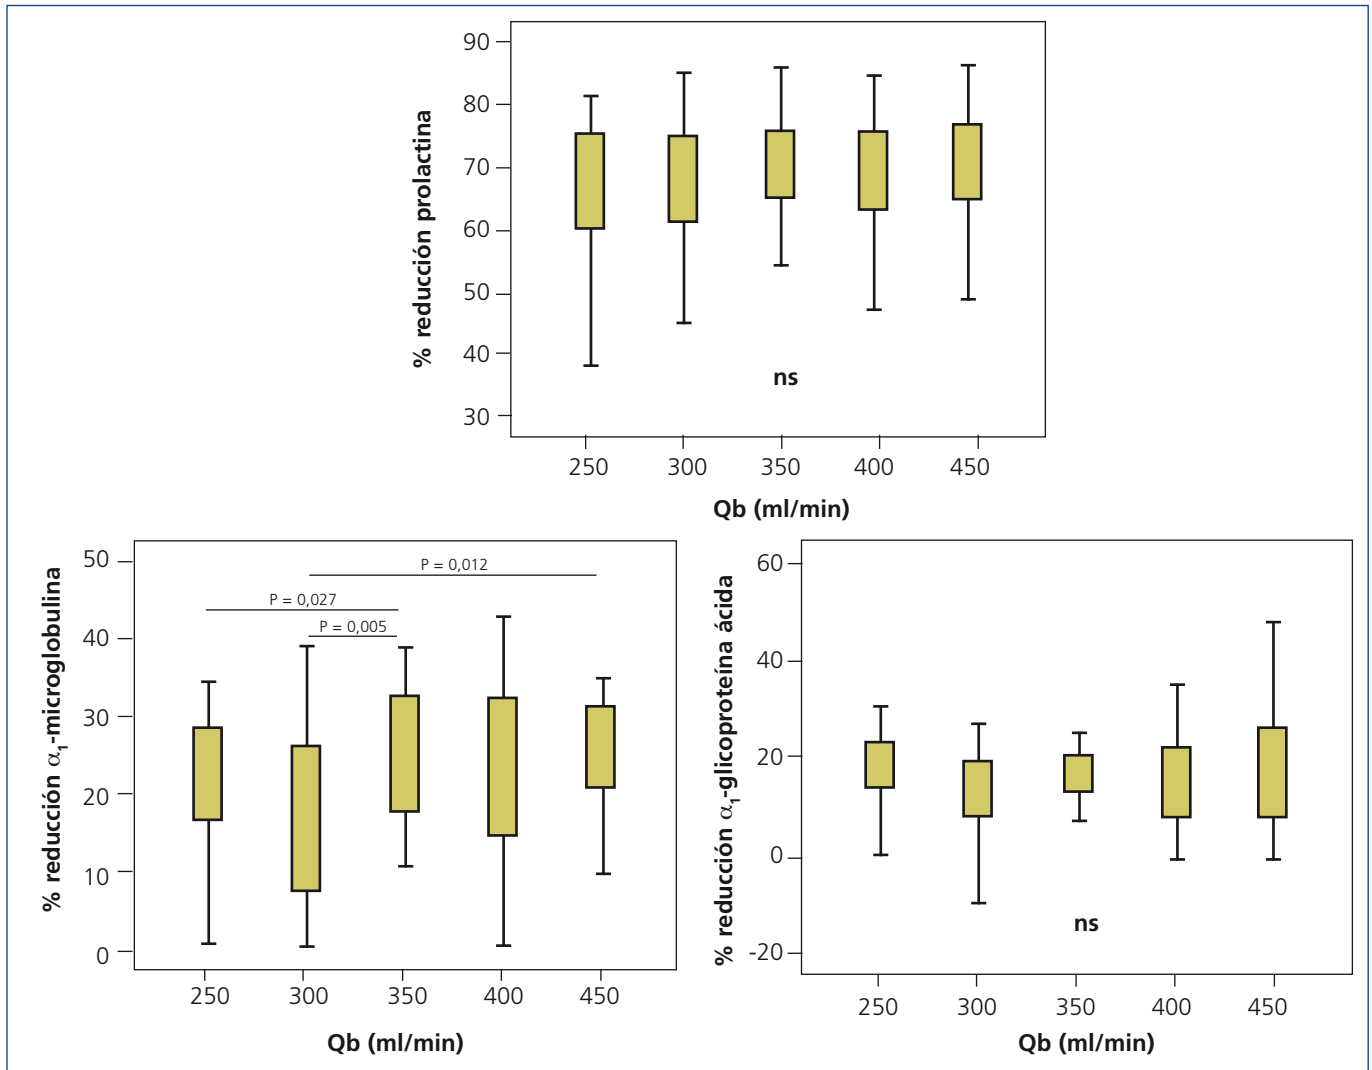 90
80
70
60
50
40
30
% reducción prolactina
ns
250 300 350 400 450
Qb (ml/min)
50
40
30
20
10
0
% reducción α₁-microglobulina
P = 0,012
P = 0,027
P = 0,005
250 300 350 400 450
Qb (ml/min)
60
40
20
0
-20
% reducción α₁-glicoproteína ácida
ns
250 300 350 400 450
Qb (ml/min)